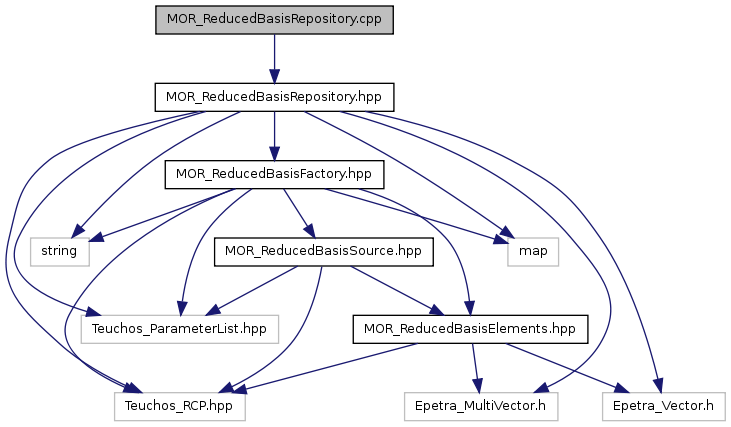 MOR_ReducedBasisRepository.cpp
MOR_ReducedBasisRepository.hpp
MOR_ReducedBasisFactory.hpp
string
MOR_ReducedBasisSource.hpp
map
Teuchos_ParameterList.hpp
MOR_ReducedBasisElements.hpp
Teuchos_RCP.hpp
Epetra_MultiVector.h
Epetra_Vector.h